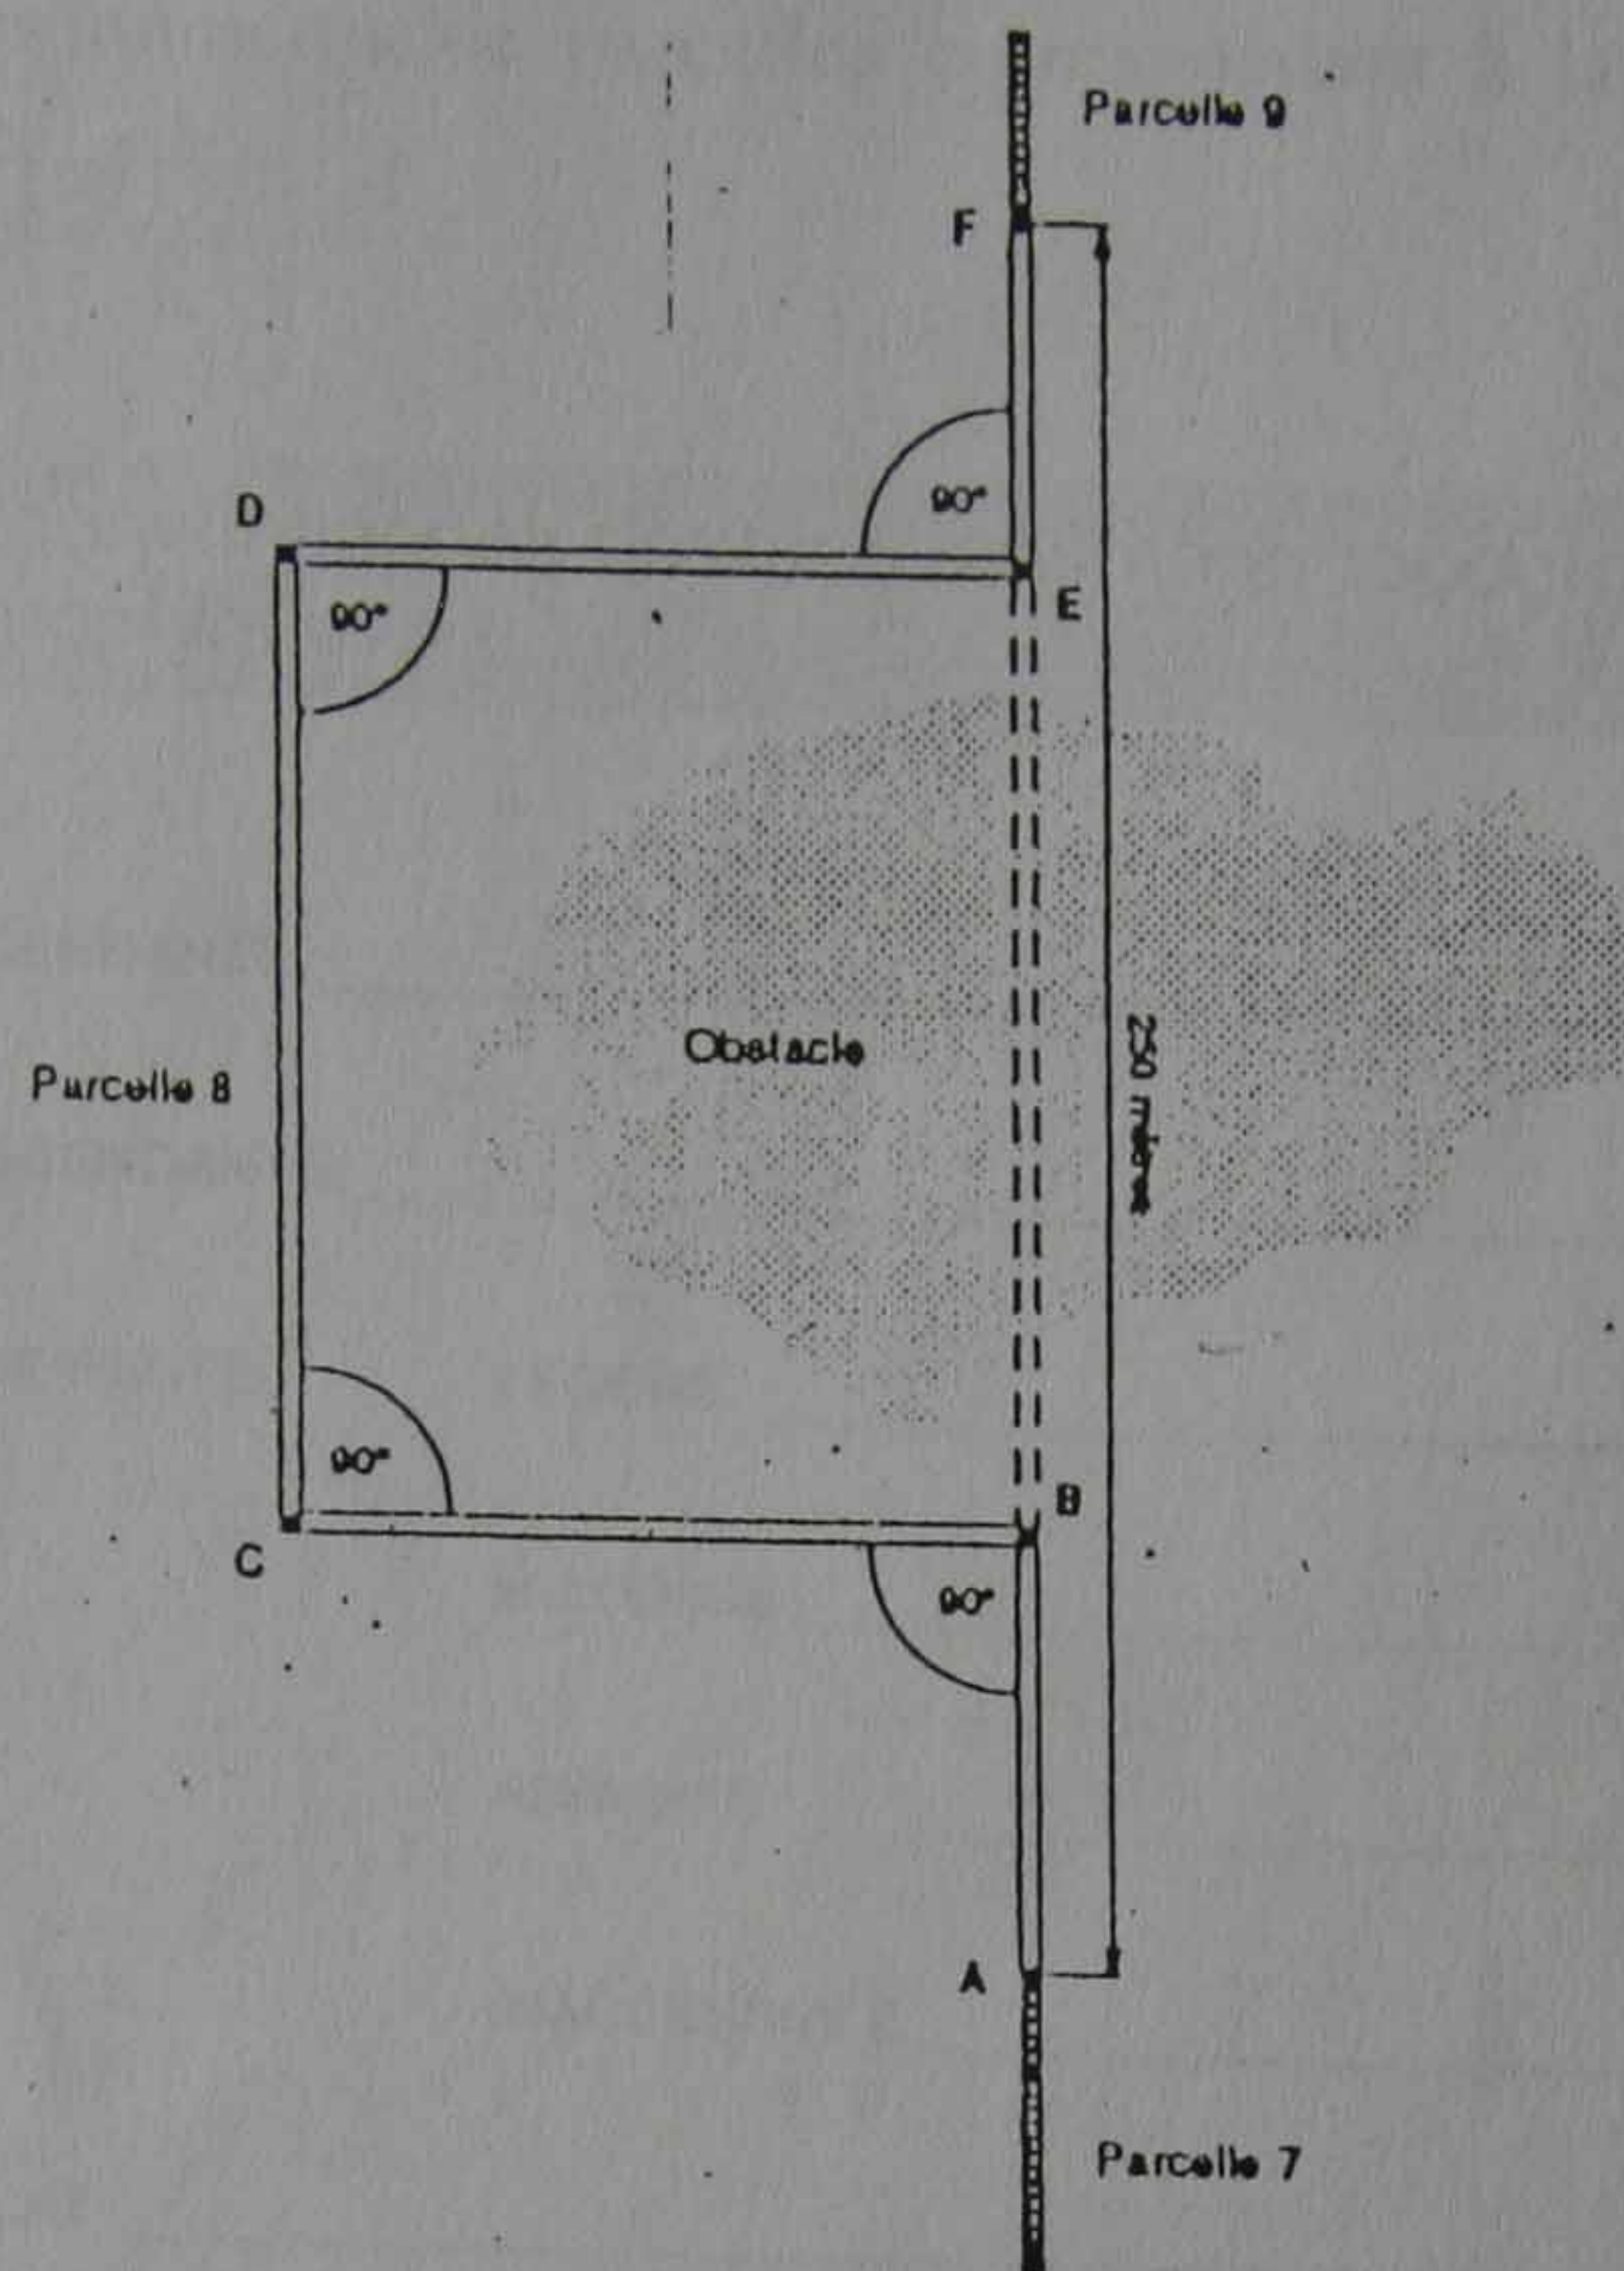 Parcelle 9
F
90°
D
90°
E
Obstacle
250 mètres
Parcelle 8
90°
B
C
90°
A
Parcelle 7